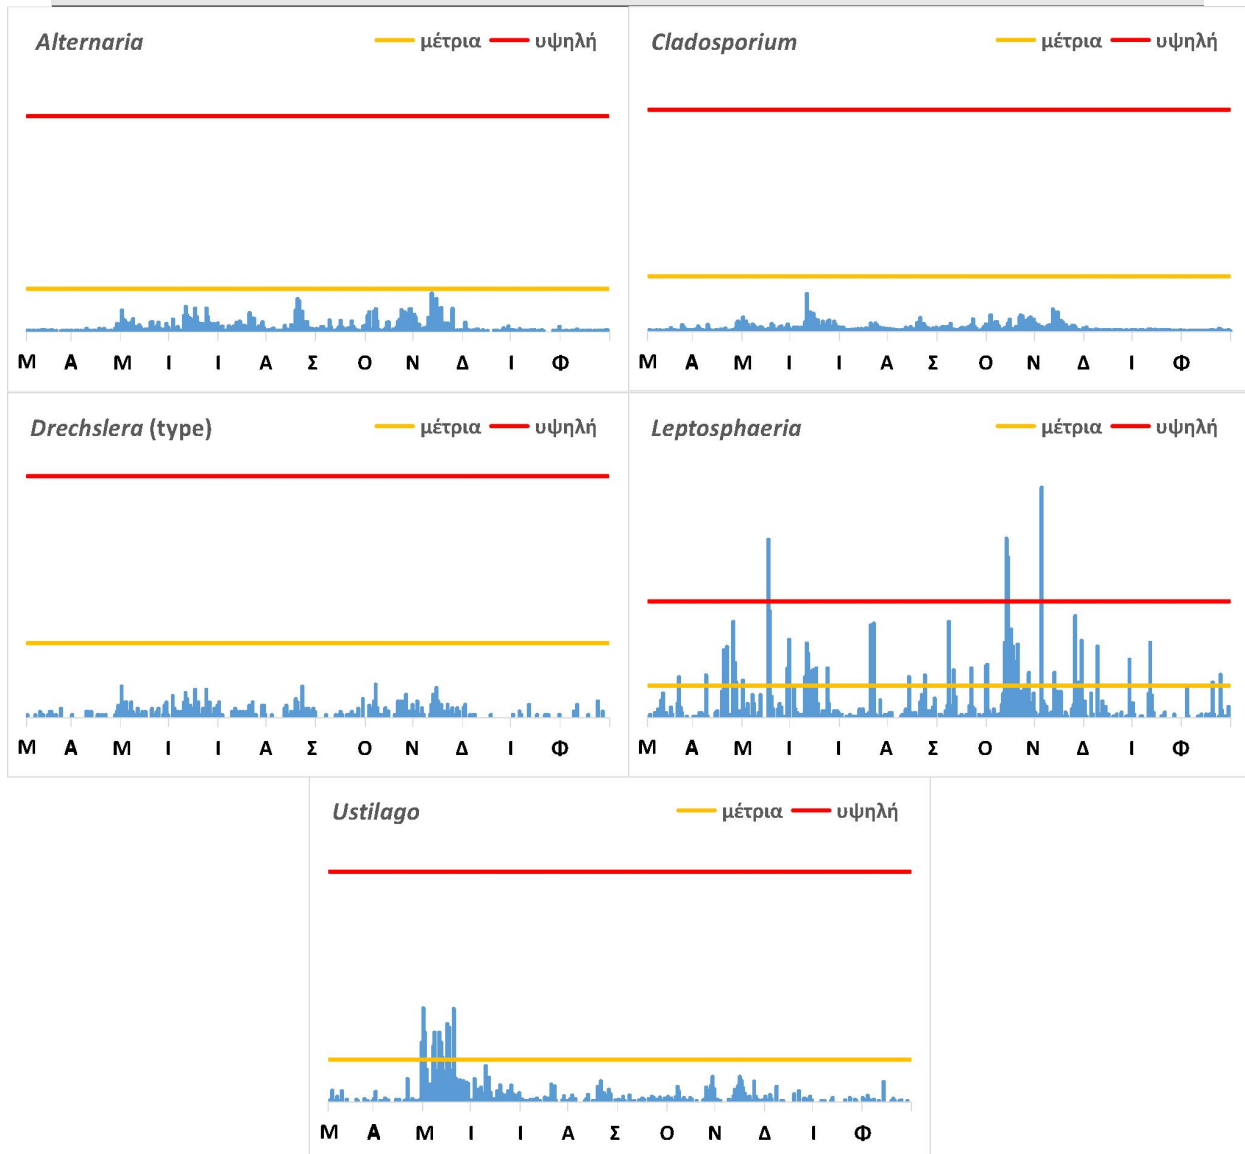 Alternaria μέτρια υψηλή
Μ Α Μ Ι Ι Α Σ Ο Ν Δ Ι Φ
Cladosporium μέτρια υψηλή
Μ Α Μ Ι Ι Α Σ Ο Ν Δ Ι Φ
Drechslera (type) μέτρια υψηλή
Μ Α Μ Ι Ι Α Σ Ο Ν Δ Ι Φ
Leptosphaeria μέτρια υψηλή
Μ Α Μ Ι Ι Α Σ Ο Ν Δ Ι Φ
Ustilago μέτρια υψηλή
Μ Α Μ Ι Ι Α Σ Ο Ν Δ Ι Φ